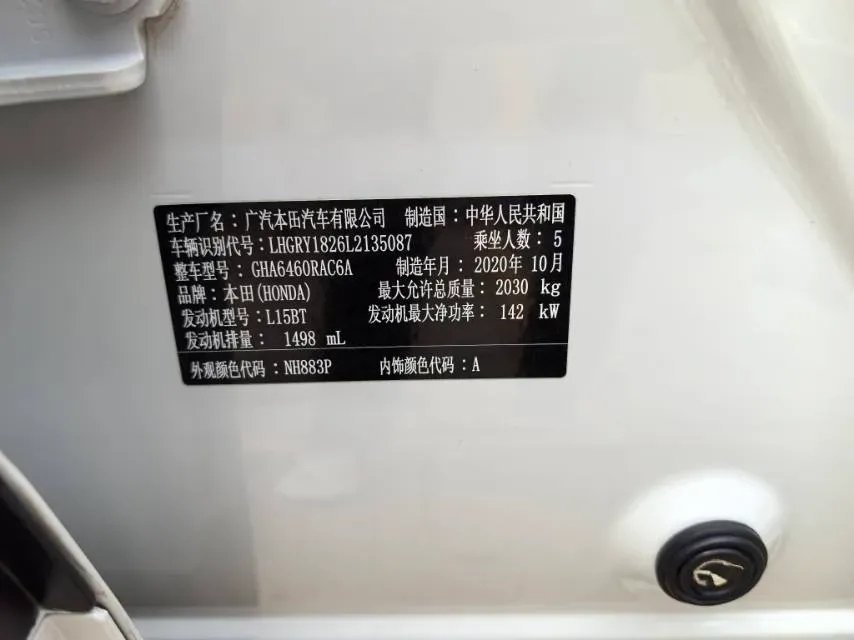 生产厂名：广汽本田汽车有限公司 制造国：中华人民共和国
车辆识别代号：LHGRY1826L2135087 乘坐人数：5
整车型号：GHA6460RAC6A 制造年月：2020年10月
品牌：本田(HONDA) 最大允许总质量：2030 kg
发动机型号：L15BT 发动机最大净功率：142 kW
发动机排量：1498 mL
外观颜色代码：NH883P 内饰颜色代码：A